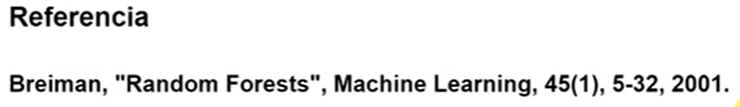 Referencia
Breiman, "Random Forests", Machine Learning, 45(1), 5-32, 2001.